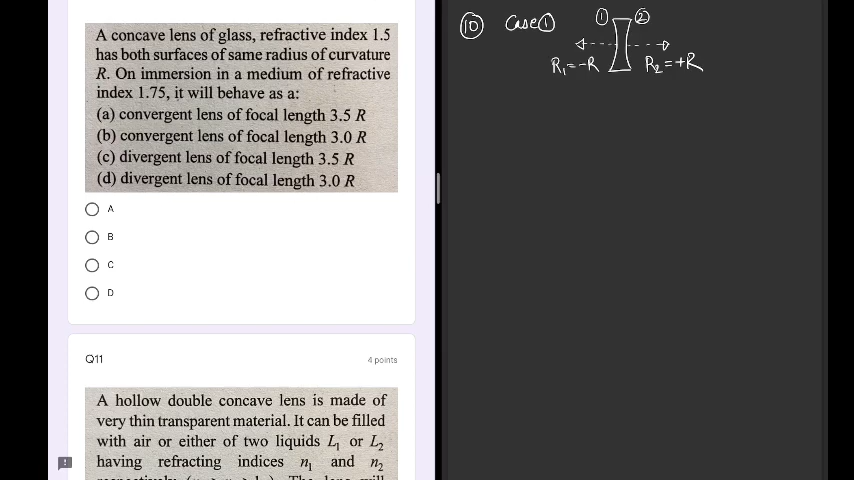 A concave lens of glass, refractive index 1.5
has both surfaces of same radius of curvature
R. On immersion in a medium of refractive
index 1.75, it will behave as a:
(a) convergent lens of focal length 3.5 R
(b) convergent lens of focal length 3.0 R
(c) divergent lens of focal length 3.5 R
(d) divergent lens of focal length 3.0 R
A
B
C
D
Q11
4 points
A hollow double concave lens is made of
very thin transparent material. It can be filled
with air or either of two liquids L₁ or L₂
having refracting indices n₁ and n₂
10 Case 1
1 2
R₁=-R R₂=+R